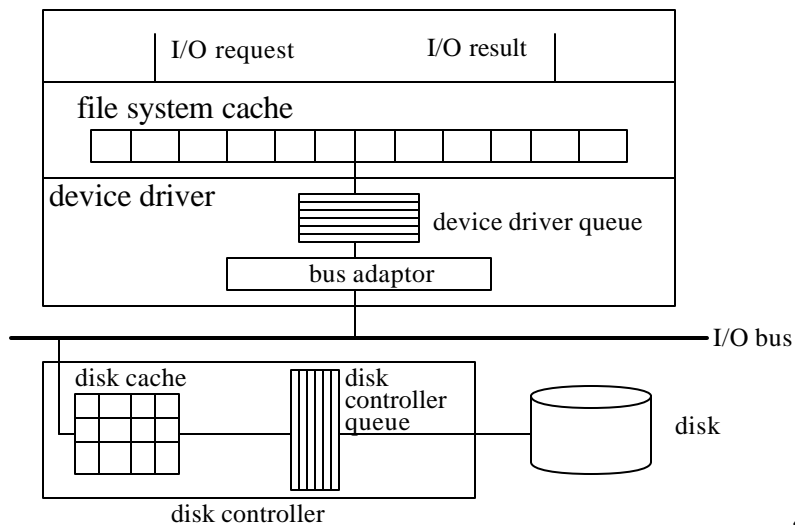 I/O request
I/O result
file system cache
device driver
device driver queue
bus adaptor
I/O bus
disk cache
disk
controller
queue
disk
disk controller